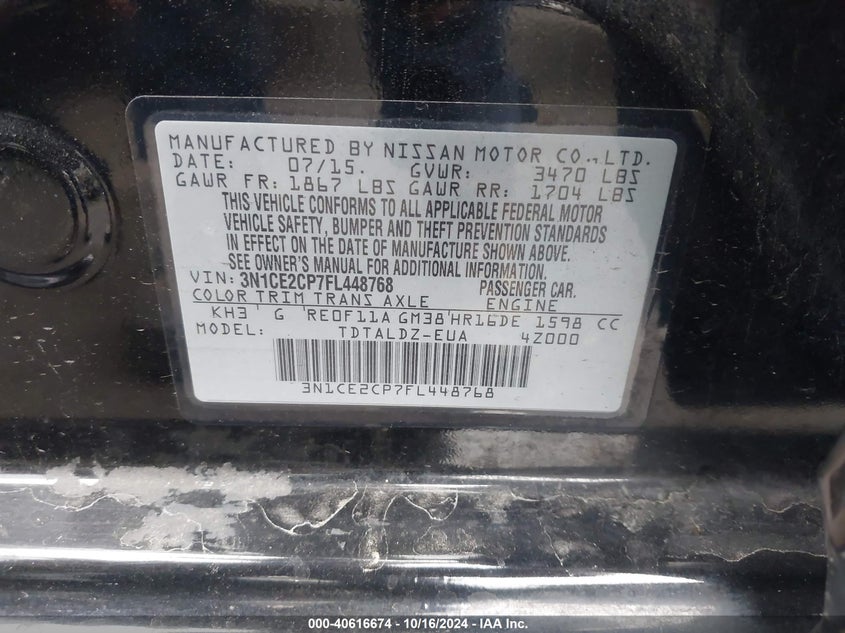 MANUFACTURED BY NISSAN MOTOR CO., LTD.
DATE: 07/15. GVWR: 3470 LBS
GAWR FR: 1867 LBS GAWR RR: 1704 LBS
THIS VEHICLE CONFORMS TO ALL APPLICABLE FEDERAL MOTOR
VEHICLE SAFETY, BUMPER AND THEFT PREVENTION STANDARDS
IN EFFECT ON THE DATE OF MANUFACTURE SHOWN ABOVE.
SEE OWNER'S MANUAL FOR ADDITIONAL INFORMATION.
VIN: 3N1CE2CP7FL448768 PASSENGER CAR.
COLOR TRIM TRANS AXLE ENGINE
KH3 G RE0F11A GM38 HR16DE 1598 CC
MODEL: TDTALDZ-EUA 4Z000
3N1CE2CP7FL448768
000-40616674 - 10/16/2024 - IAA Inc.